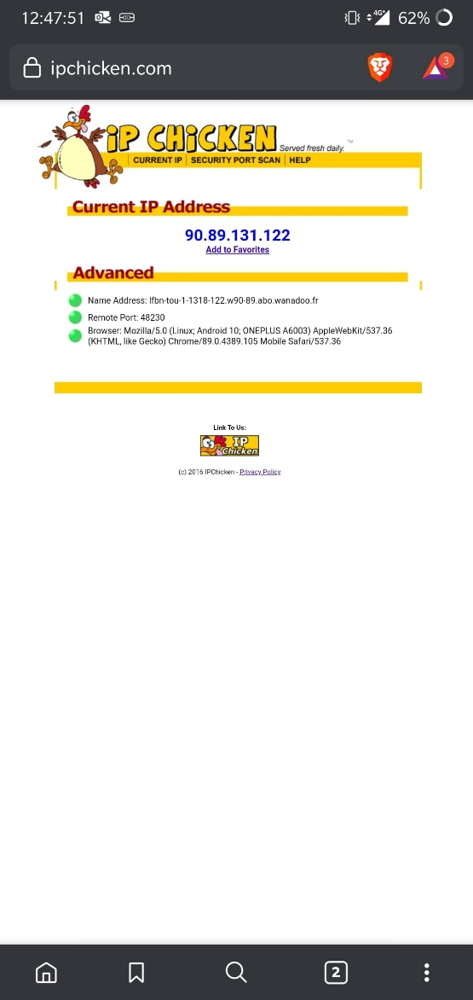 12:47:51 4G+ 62%
ipchicken.com 3
iP CHiCKEN Served fresh daily. ™
CURRENT IP | SECURITY PORT SCAN | HELP
Current IP Address
90.89.131.122
Add to Favorites
Advanced
Name Address: lfbn-tou-1-1318-122.w90-89.abo.wanadoo.fr
Remote Port: 48230
Browser: Mozilla/5.0 (Linux; Android 10; ONEPLUS A6003) AppleWebKit/537.36
(KHTML, like Gecko) Chrome/89.0.4389.105 Mobile Safari/537.36
Link To Us:
IP
Chicken
(c) 2016 IPChicken - Privacy Policy
2